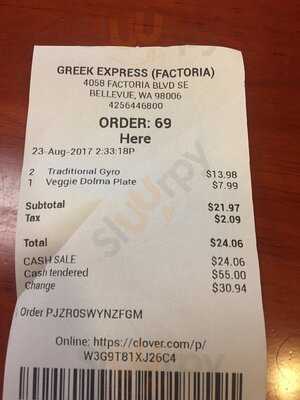 GREEK EXPRESS (FACTORIA)
4058 FACTORIA BLVD SE
BELLEVUE, WA 98006
4256446800
ORDER: 69
Here
23-Aug-2017 2:33:18P
2 Traditional Gyro $13.98
1 Veggie Dolma Plate $7.99
Subtotal $21.97
Tax $2.09
Total $24.06
CASH SALE $24.06
Cash tendered $55.00
Change $30.94
Order PJZR0SWYNZFGM
Online: https://clover.com/p/
W3G9T81XJ26C4
sluurpy